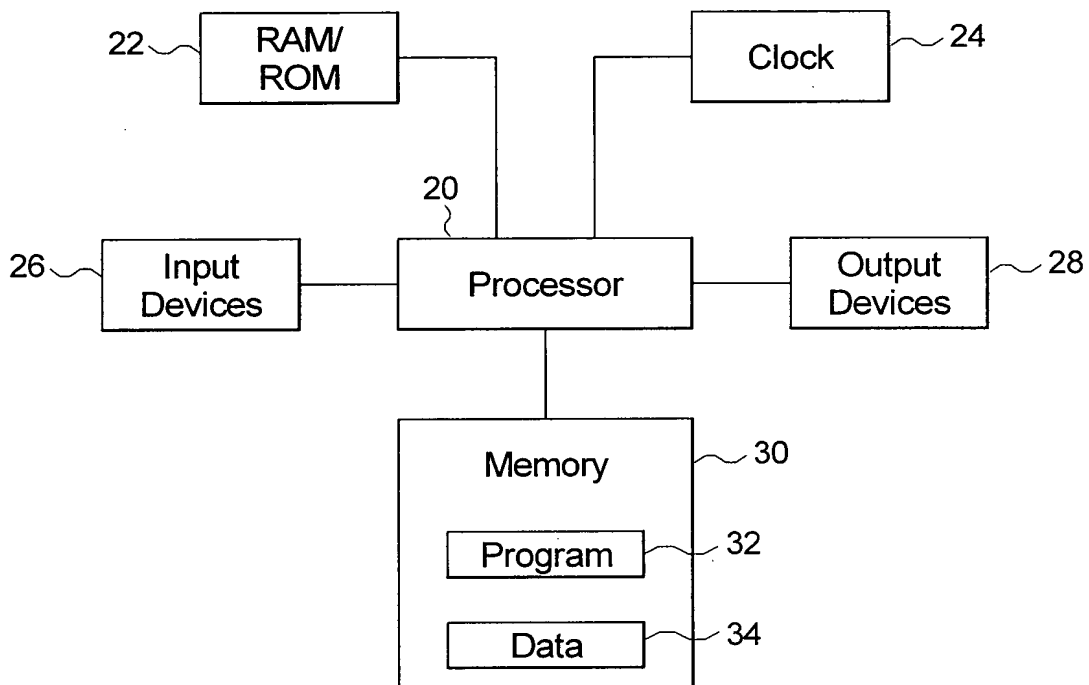 22
RAM/
ROM
Clock
24
20
26
Input
Devices
Processor
Output
Devices
28
Memory
30
Program
32
Data
34